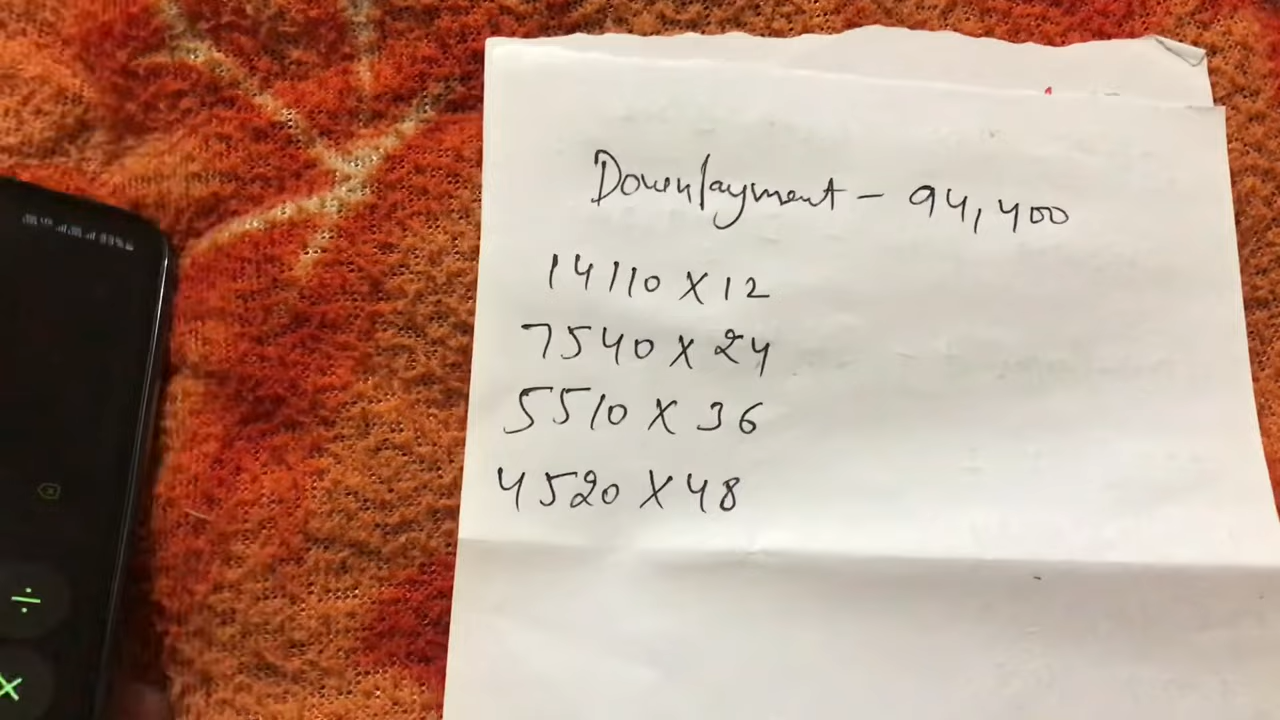 Downpayment - 94,400
14110 X 12
7540 X 24
5510 X 36
4520 X 48
÷
×